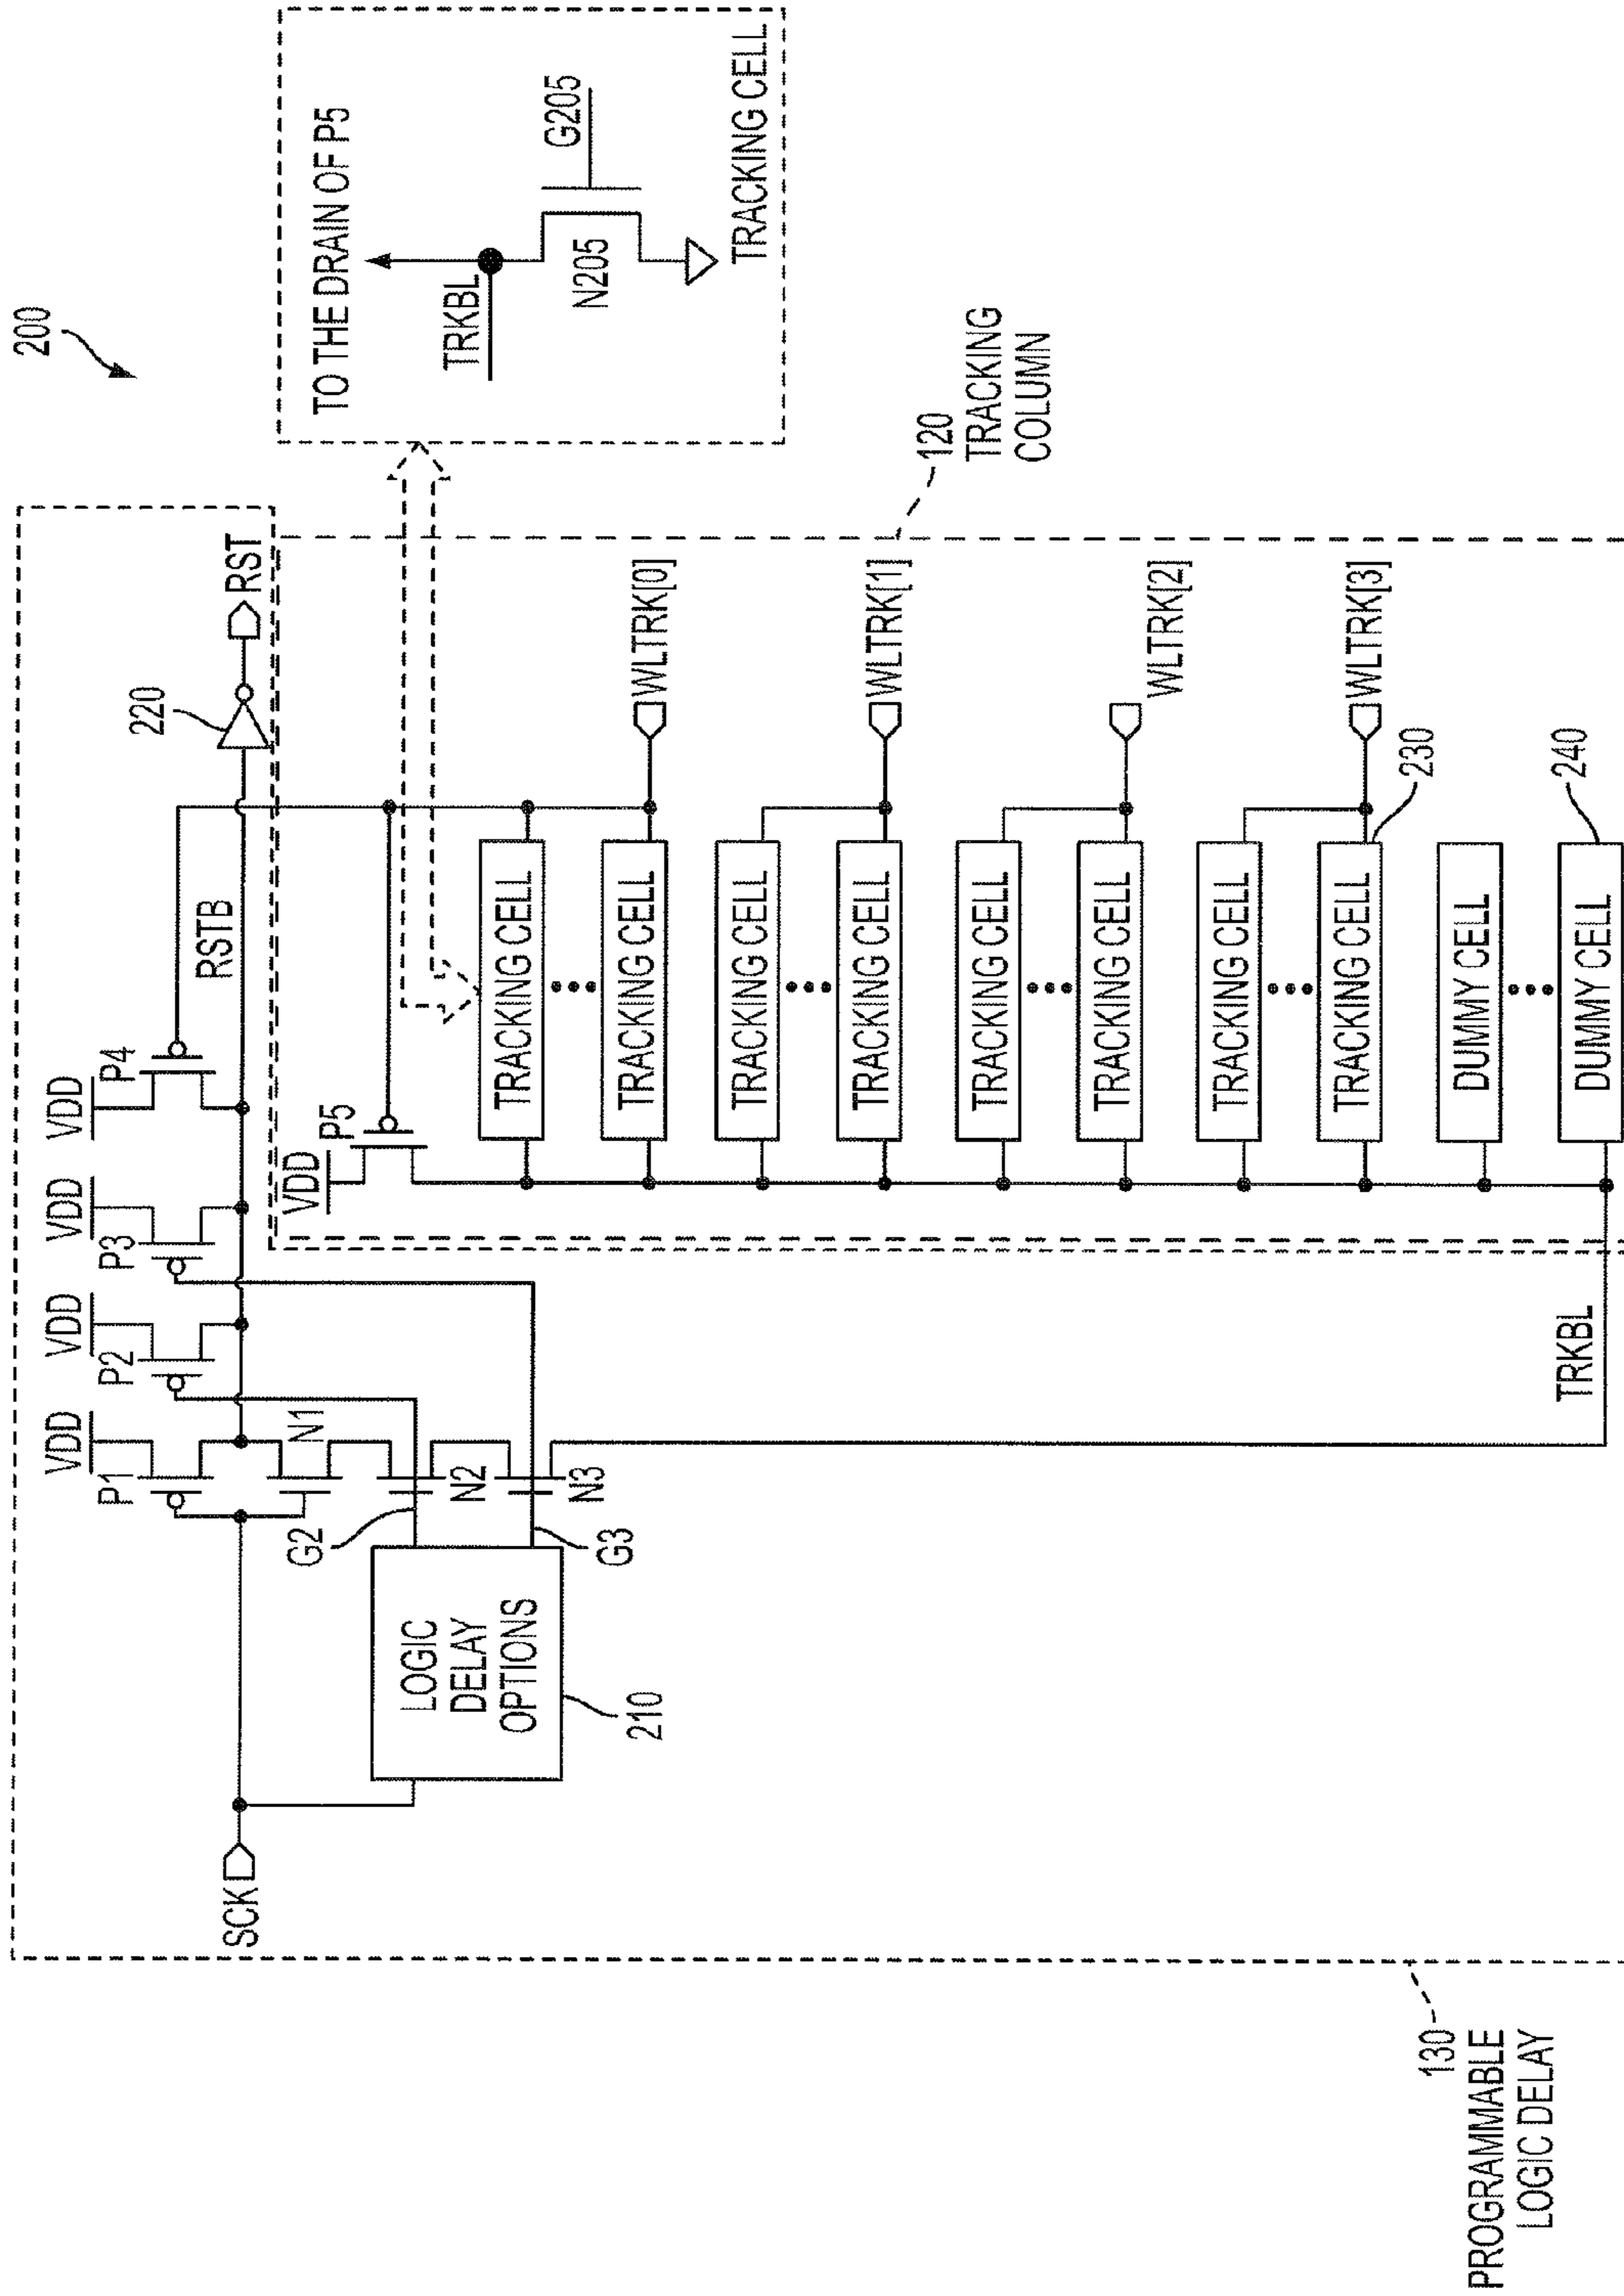 200
VDD
P1
VDD
P2
VDD
P3
VDD
P4
SCK
N1
RSTB
220
RST
G2
N2
G3
N3
LOGIC
DELAY
OPTIONS
210
VDD
P5
TRACKING CELL
TRACKING CELL
WLTRK[0]
TRACKING CELL
TRACKING CELL
WLTRK[1]
TRACKING CELL
TRACKING CELL
WLTRK[2]
TRACKING CELL
TRACKING CELL
WLTRK[3]
230
DUMMY CELL
DUMMY CELL
240
TRKBL
TO THE DRAIN OF P5
TRKBL
N205
G205
TRACKING CELL
120
TRACKING
COLUMN
130
PROGRAMMABLE
LOGIC DELAY